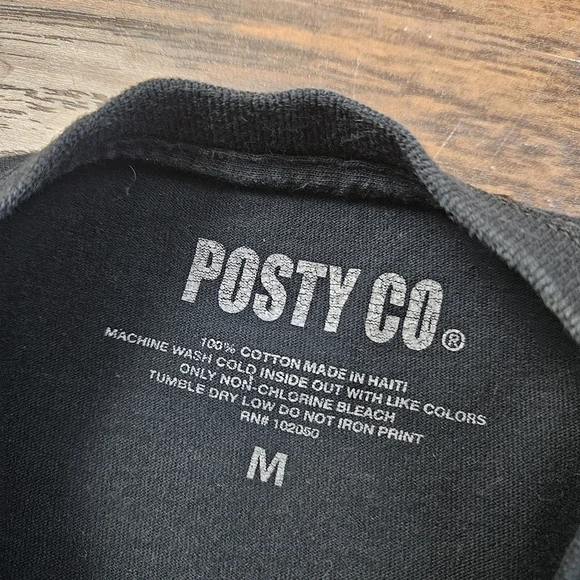 POSTY CO®
100% COTTON MADE IN HAITI
MACHINE WASH COLD INSIDE OUT WITH LIKE COLORS
ONLY NON-CHLORINE BLEACH
TUMBLE DRY LOW DO NOT IRON PRINT
RN# 102050
M